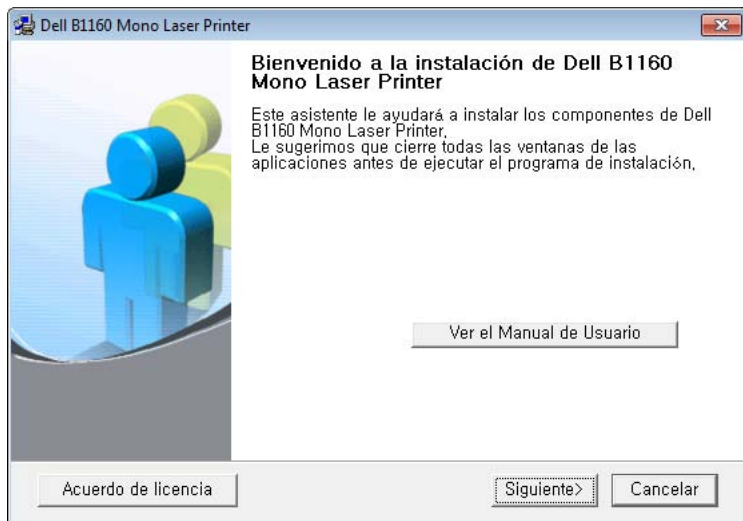 Dell B1160 Mono Laser Printer
Bienvenido a la instalación de Dell B1160
Mono Laser Printer
Este asistente le ayudará a instalar los componentes de Dell
B1160 Mono Laser Printer,
Le sugerimos que cierre todas las ventanas de las
aplicaciones antes de ejecutar el programa de instalación,
Ver el Manual de Usuario
Acuerdo de licencia
Siguiente>
Cancelar